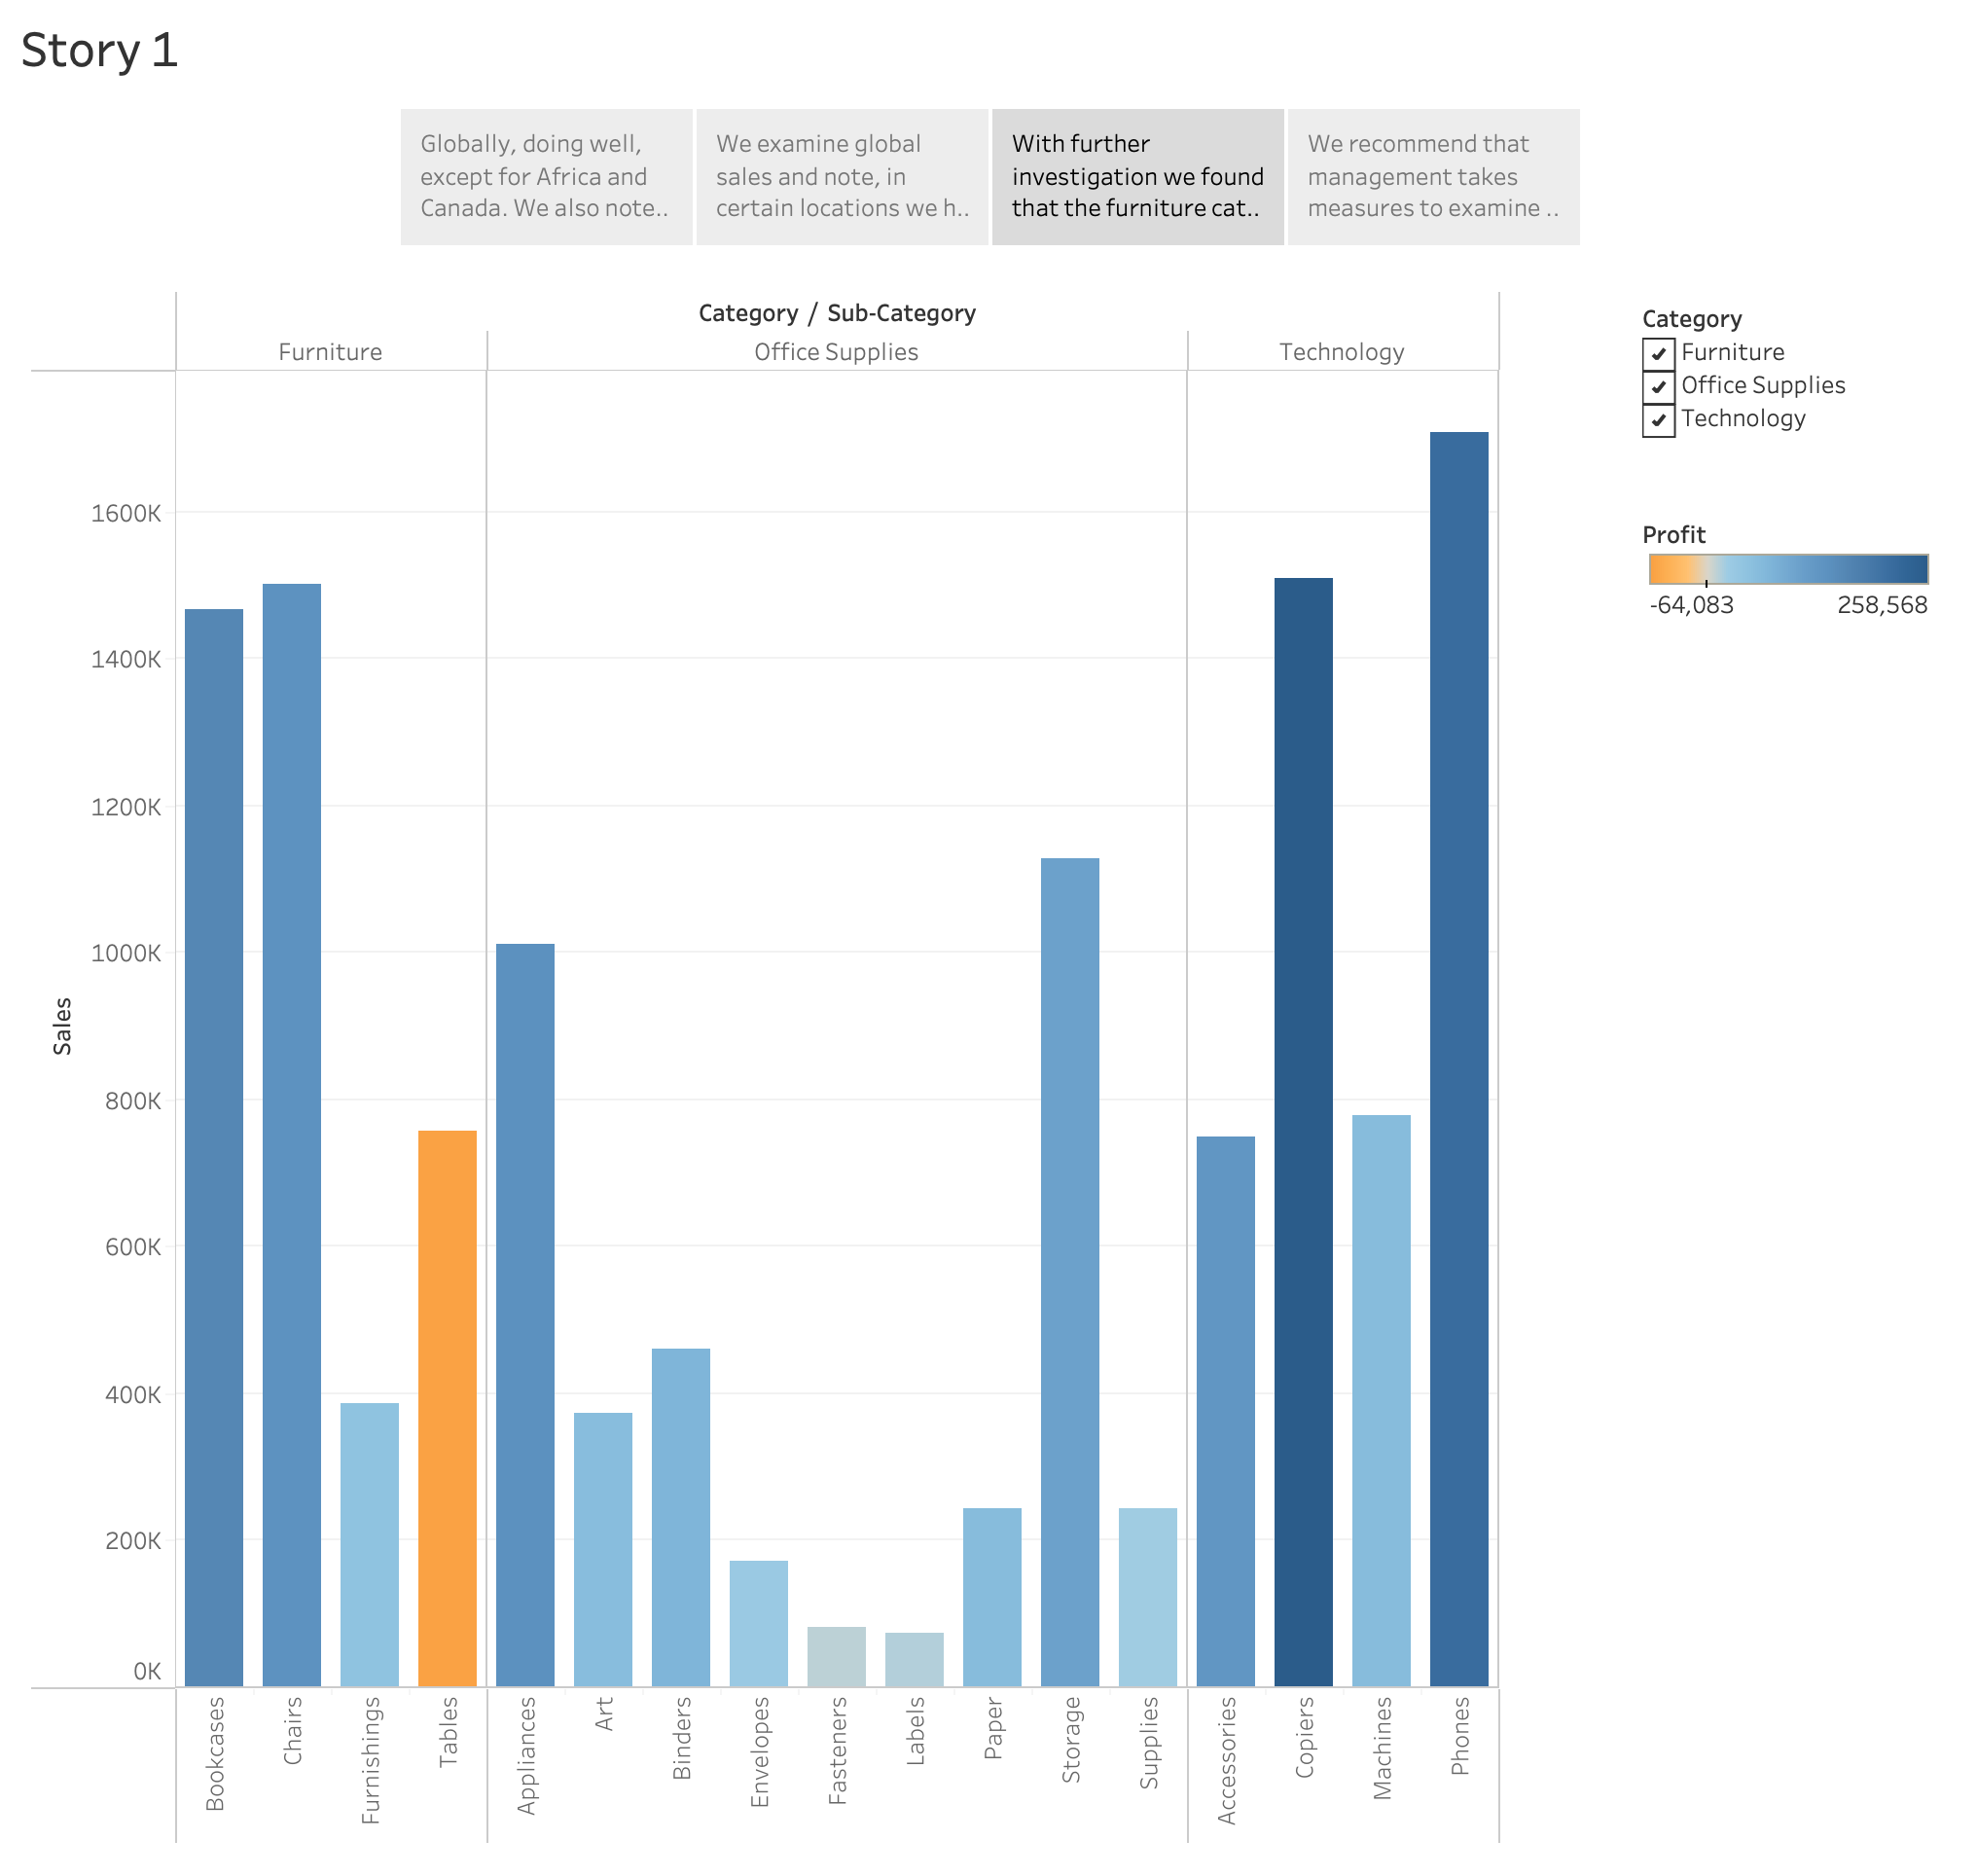 Story 1
Globally, doing well,
except for Africa and
Canada. We also note..
We examine global
sales and note, in
certain locations we h..
With further
investigation we found
that the furniture cat..
We recommend that
management takes
measures to examine ..
Category / Sub-Category
Furniture
Office Supplies
Technology
1600K
1400K
1200K
1000K
800K
600K
400K
200K
0K
Sales
Bookcases
Chairs
Furnishings
Tables
Appliances
Art
Binders
Envelopes
Fasteners
Labels
Paper
Storage
Supplies
Accessories
Copiers
Machines
Phones
Category
Furniture
Office Supplies
Technology
Profit
-64,083 258,568